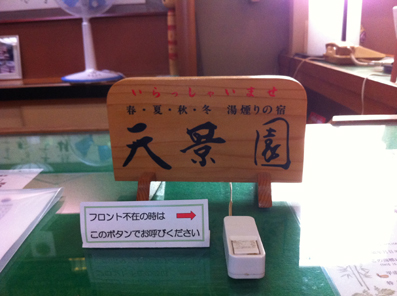 いらっしゃいませ
春・夏・秋・冬 湯煙りの宿
天景園
フロント不在の時は →
このボタンでお呼びください